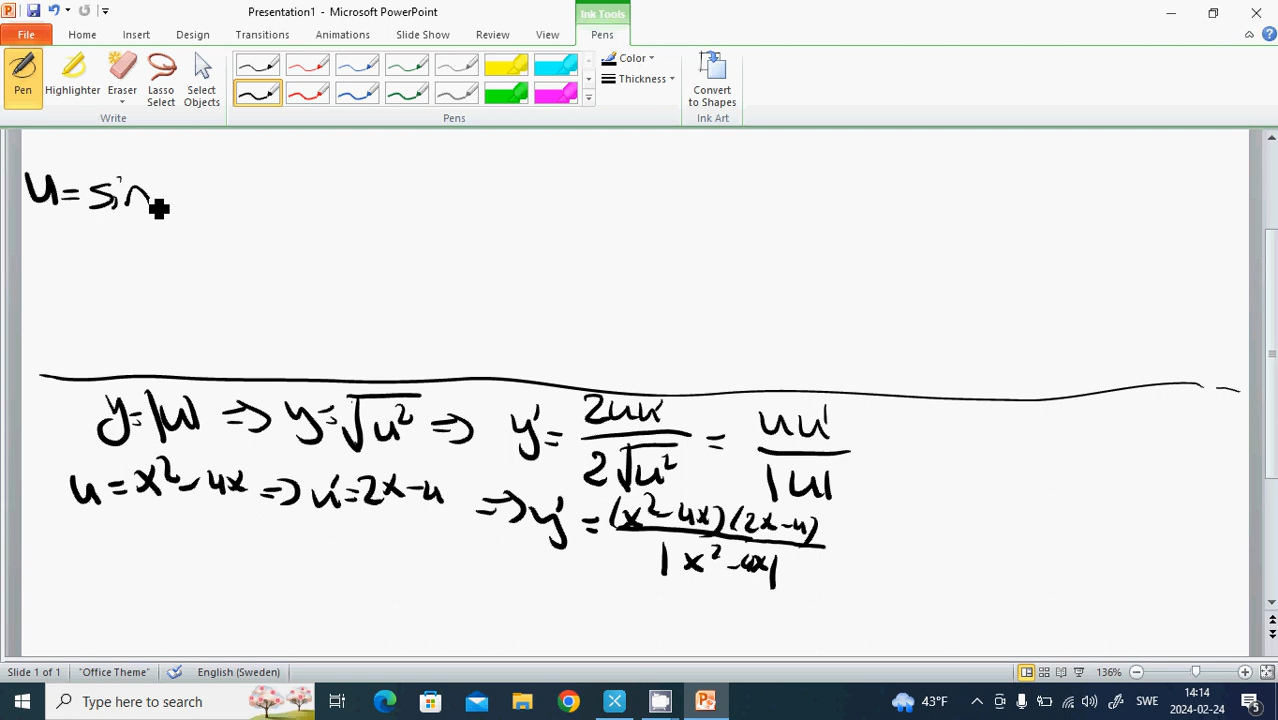 Presentation1 - Microsoft PowerPoint
Ink Tools
File Home Insert Design Transitions Animations Slide Show Review View Pens
Pen Highlighter Eraser Lasso Select Select Objects
Color
Thickness
Convert to Shapes
Write Pens Ink Art
u = sin
y = |u| ⇒ y = √u² ⇒ y' = 2uu' / 2√u² = uu' / |u|
u = x² - 4x ⇒ u' = 2x - 4 ⇒ y' = (x² - 4x)(2x - 4) / |x² - 4x|
Slide 1 of 1 "Office Theme" English (Sweden) 136%
Type here to search 43°F SWE 14:14
2024-02-24 5